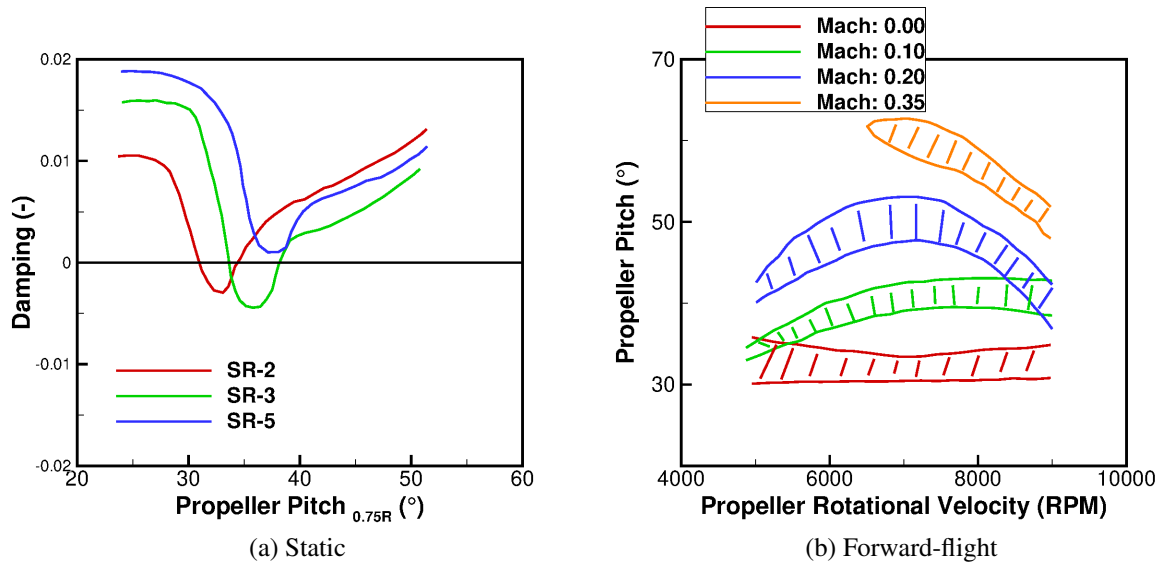 0.02
0.01
0
-0.01
-0.02
Damping (-)
SR-2
SR-3
SR-5
20
30
40
50
60
Propeller Pitch 0.75R (°)
(a) Static
Mach: 0.00
Mach: 0.10
Mach: 0.20
Mach: 0.35
70
50
30
Propeller Pitch (°)
4000
6000
8000
10000
Propeller Rotational Velocity (RPM)
(b) Forward-flight